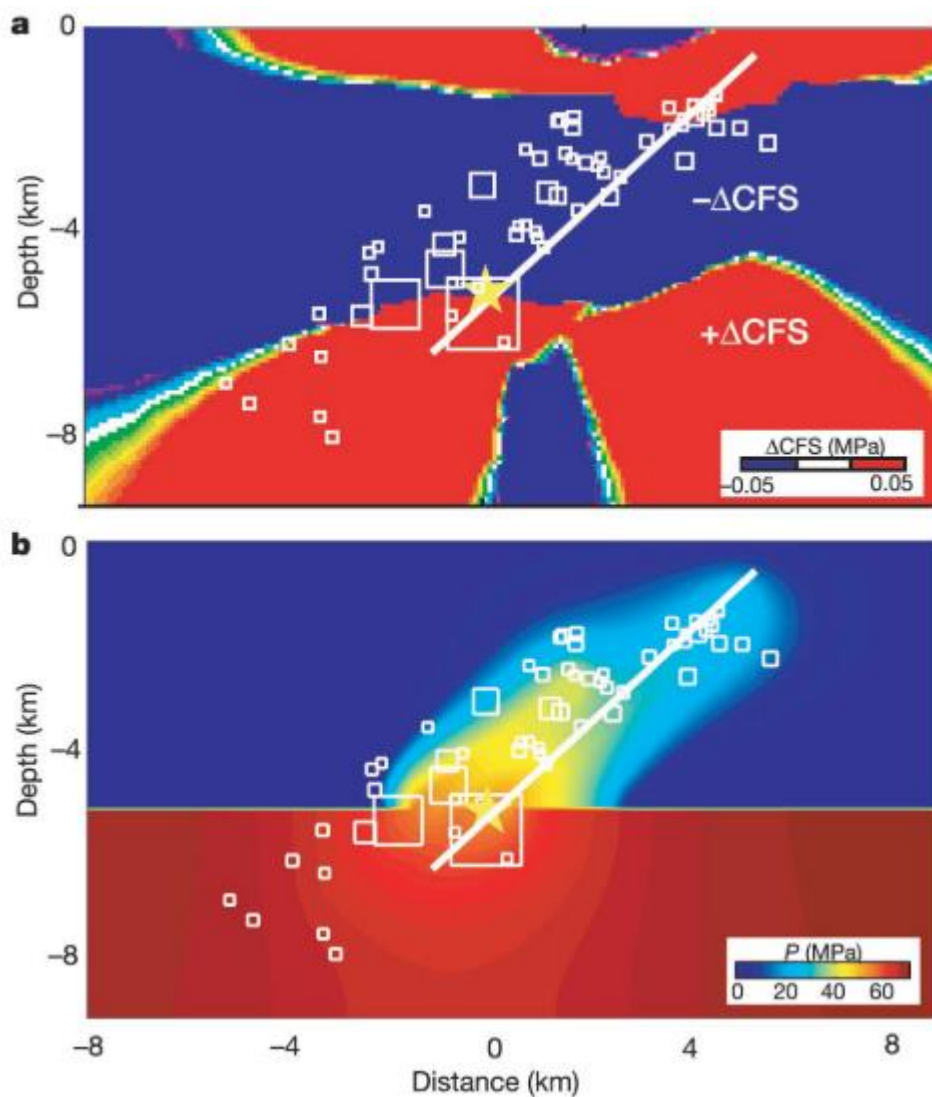 a
0
−4
−8
Depth (km)
−ΔCFS
+ΔCFS
ΔCFS (MPa)
−0.05 0.05
b
0
−4
−8
Depth (km)
P (MPa)
0 20 40 60
−8 −4 0 4 8
Distance (km)